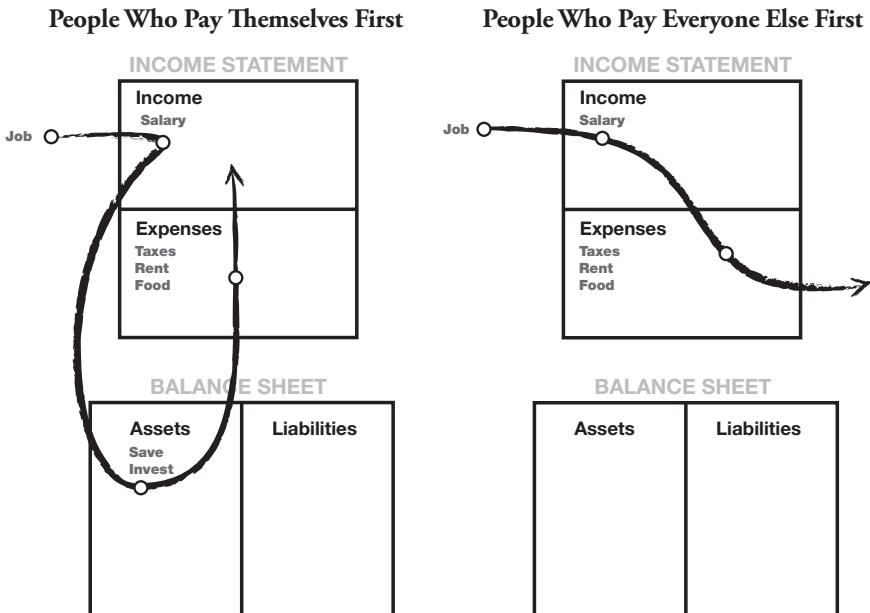 People Who Pay Themselves First
INCOME STATEMENT
Income
Salary
Job
Expenses
Taxes
Rent
Food
BALANCE SHEET
Assets
Save
Invest
Liabilities
People Who Pay Everyone Else First
INCOME STATEMENT
Income
Salary
Job
Expenses
Taxes
Rent
Food
BALANCE SHEET
Assets
Liabilities